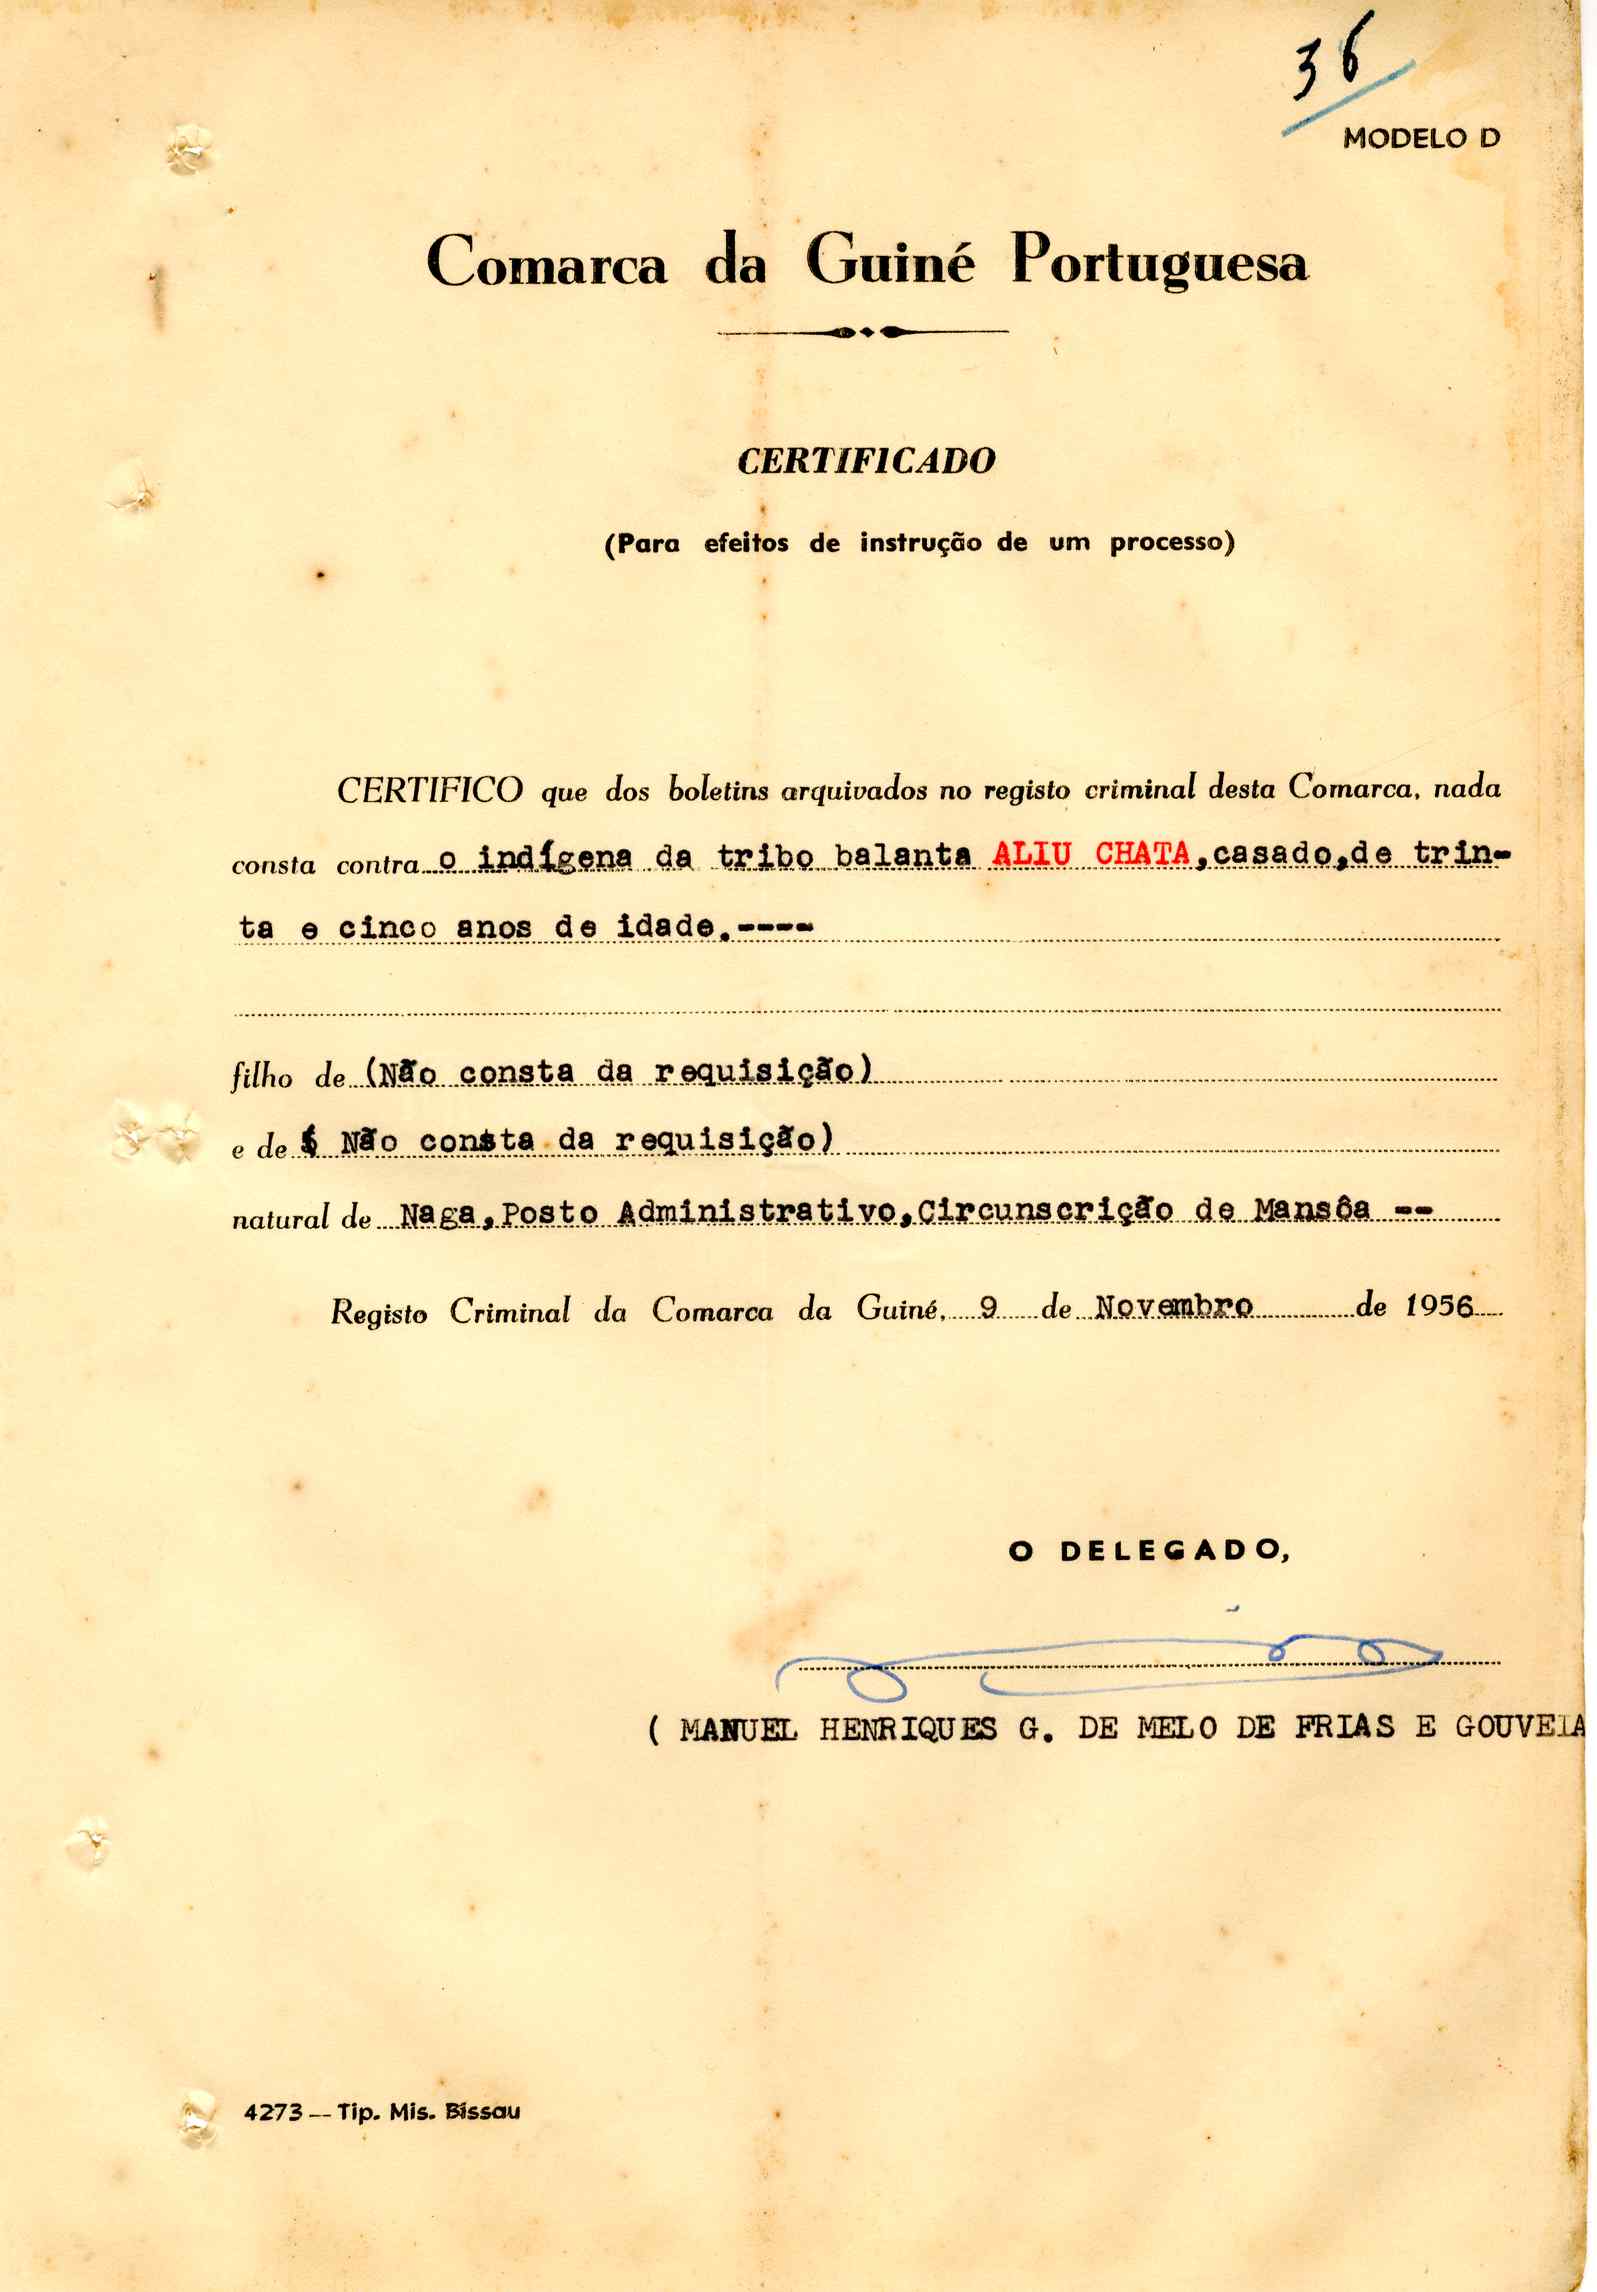 36
MODELO D
Comarca da Guiné Portuguesa
CERTIFICADO
(Para efeitos de instrução de um processo)
CERTIFICO que dos boletins arquivados no registo criminal desta Comarca, nada
consta contra o indígena da tribo balanta ALIU CHATA,casado,de trin-
ta e cinco anos de idade.----
filho de (Não consta da requisição)
e de ( Não consta da requisição)
natural de Naga,Posto Administrativo,Circunscrição de Mansôa --
Registo Criminal da Comarca da Guiné, 9 de Novembro de 1956
O DELEGADO,
( MANUEL HENRIQUES G. DE MELO DE FRIAS E GOUVEIA
4273 — Tip. Mis. Bissau